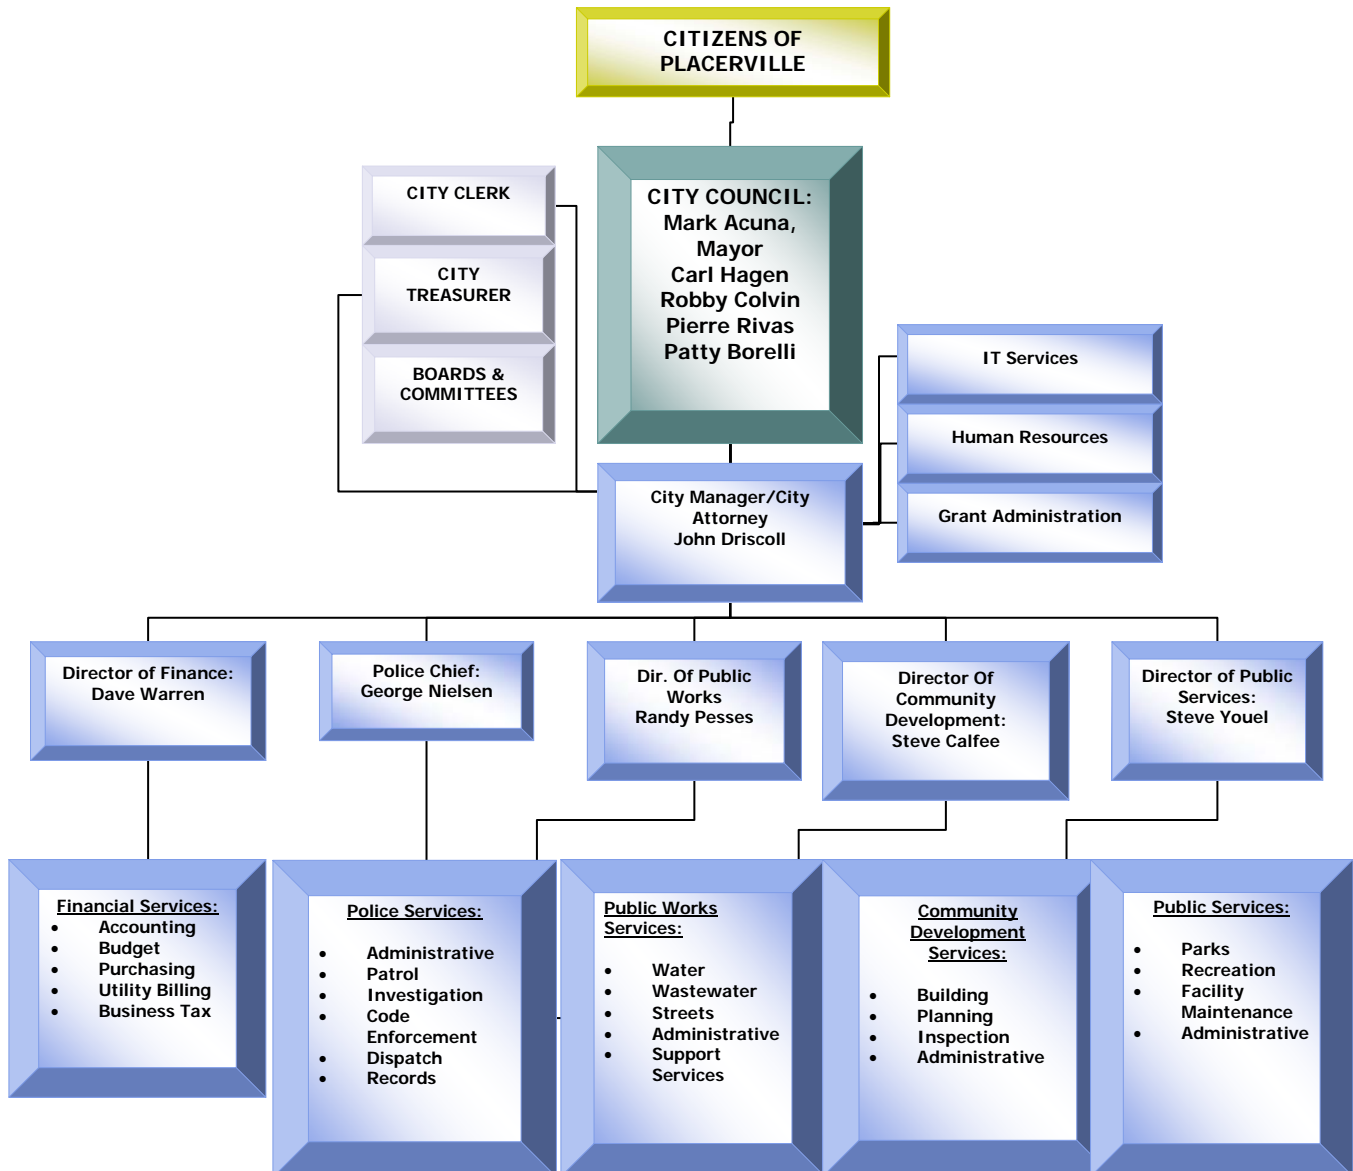 CITIZENS OF
PLACERVILLE
CITY CLERK
CITY
TREASURER
BOARDS &
COMMITTEES
CITY COUNCIL:
Mark Acuna,
Mayor
Carl Hagen
Robby Colvin
Pierre Rivas
Patty Borelli
IT Services
Human Resources
Grant Administration
City Manager/City
Attorney
John Driscoll
Director of Finance:
Dave Warren
Police Chief:
George Nielsen
Dir. Of Public
Works
Randy Pesses
Director Of
Community
Development:
Steve Calfee
Director of Public
Services:
Steve Youel
Financial Services:
• Accounting
• Budget
• Purchasing
• Utility Billing
• Business Tax
Police Services:
• Administrative
• Patrol
• Investigation
• Code
Enforcement
• Dispatch
• Records
Public Works
Services:
• Water
• Wastewater
• Streets
• Administrative
• Support
Services
Community
Development
Services:
• Building
• Planning
• Inspection
• Administrative
Public Services:
• Parks
• Recreation
• Facility
Maintenance
• Administrative